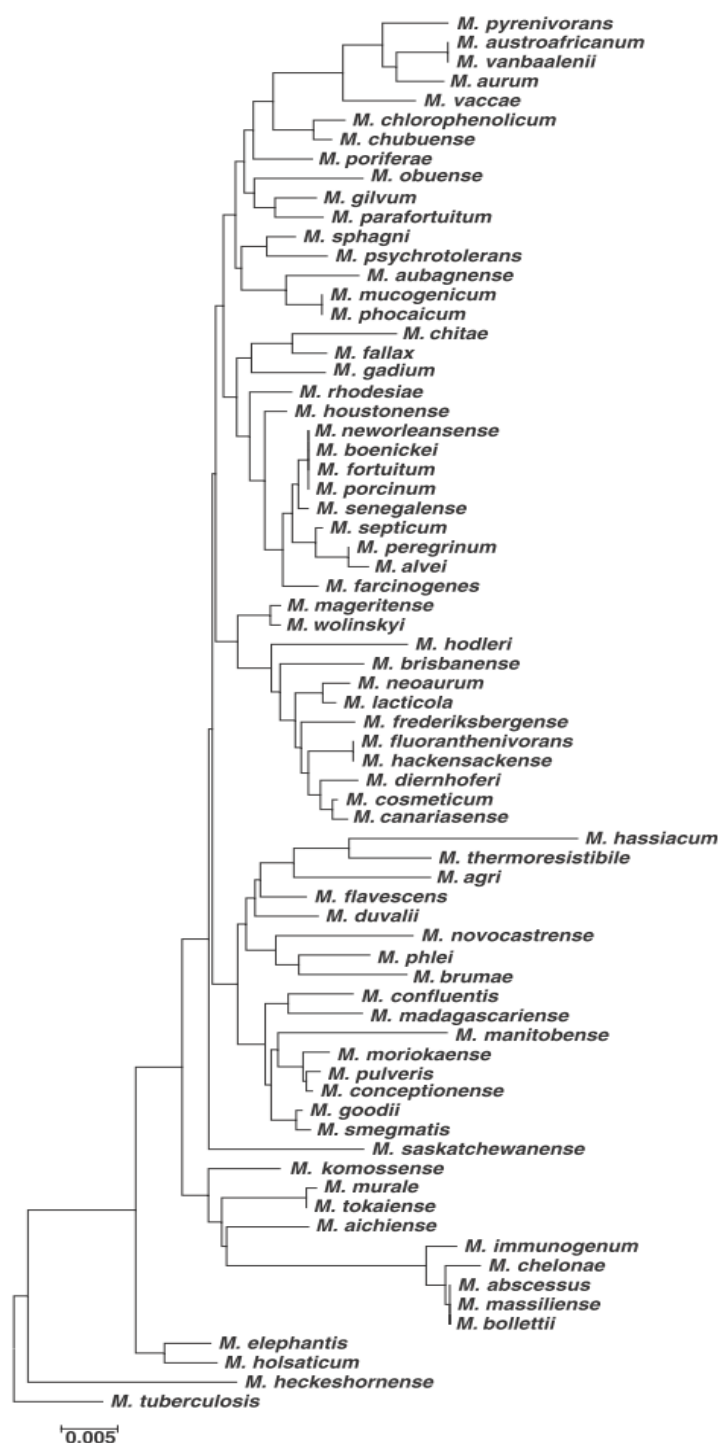 M. pyrenivorans
M. austroafricanum
M. vanbaalenii
M. aurum
M. vaccae
M. chlorophenolicum
M. chubuense
M. poriferae
M. obuense
M. gilvum
M. parafortuitum
M. sphagni
M. psychrotolerans
M. aubagnense
M. mucogenicum
M. phocaicum
M. chitae
M. fallax
M. gadium
M. rhodesiae
M. houstonense
M. neworleansense
M. boenickei
M. fortuitum
M. porcinum
M. senegalense
M. septicum
M. peregrinum
M. alvei
M. farcinogenes
M. mageritense
M. wolinskyi
M. hodleri
M. brisbanense
M. neoaurum
M. lacticola
M. frederiksbergense
M. fluoranthenivorans
M. hackensackense
M. diernhoferi
M. cosmeticum
M. canariasense
M. hassiacum
M. thermoresistibile
M. agri
M. flavescens
M. duvalii
M. novocastrense
M. phlei
M. brumae
M. confluentis
M. madagascariense
M. manitobense
M. moriokaense
M. pulveris
M. conceptionense
M. goodii
M. smegmatis
M. saskatchewanense
M. komossense
M. murale
M. tokaiense
M. aichiense
M. immunogenum
M. chelonae
M. abscessus
M. massiliense
M. bollettii
M. elephantis
M. holsaticum
M. heckeshornense
M. tuberculosis
0.005